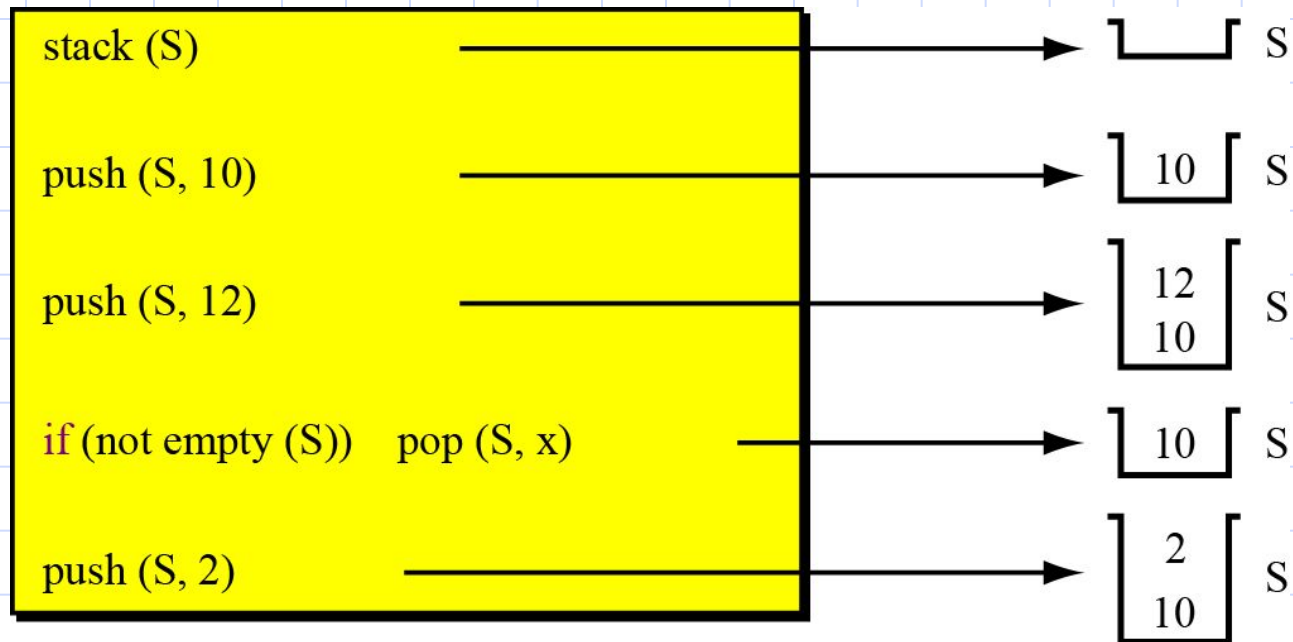 stack (S) S
push (S, 10) 10 S
push (S, 12) 12 S
10
if (not empty (S)) pop (S, x) 10 S
push (S, 2) 2 S
10